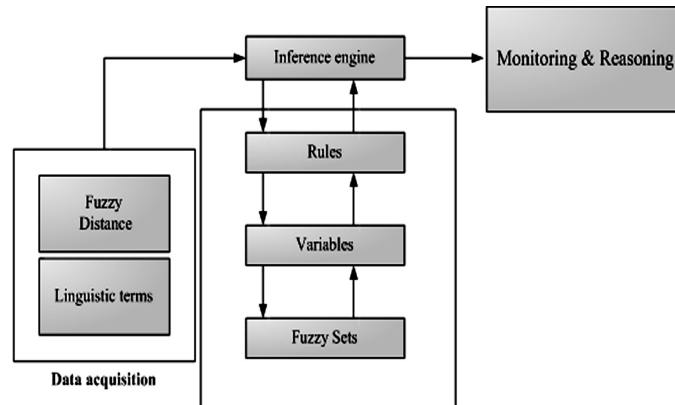 Inference engine
Monitoring & Reasoning
Rules
Fuzzy
Distance
Variables
Linguistic terms
Fuzzy Sets
Data acquisition